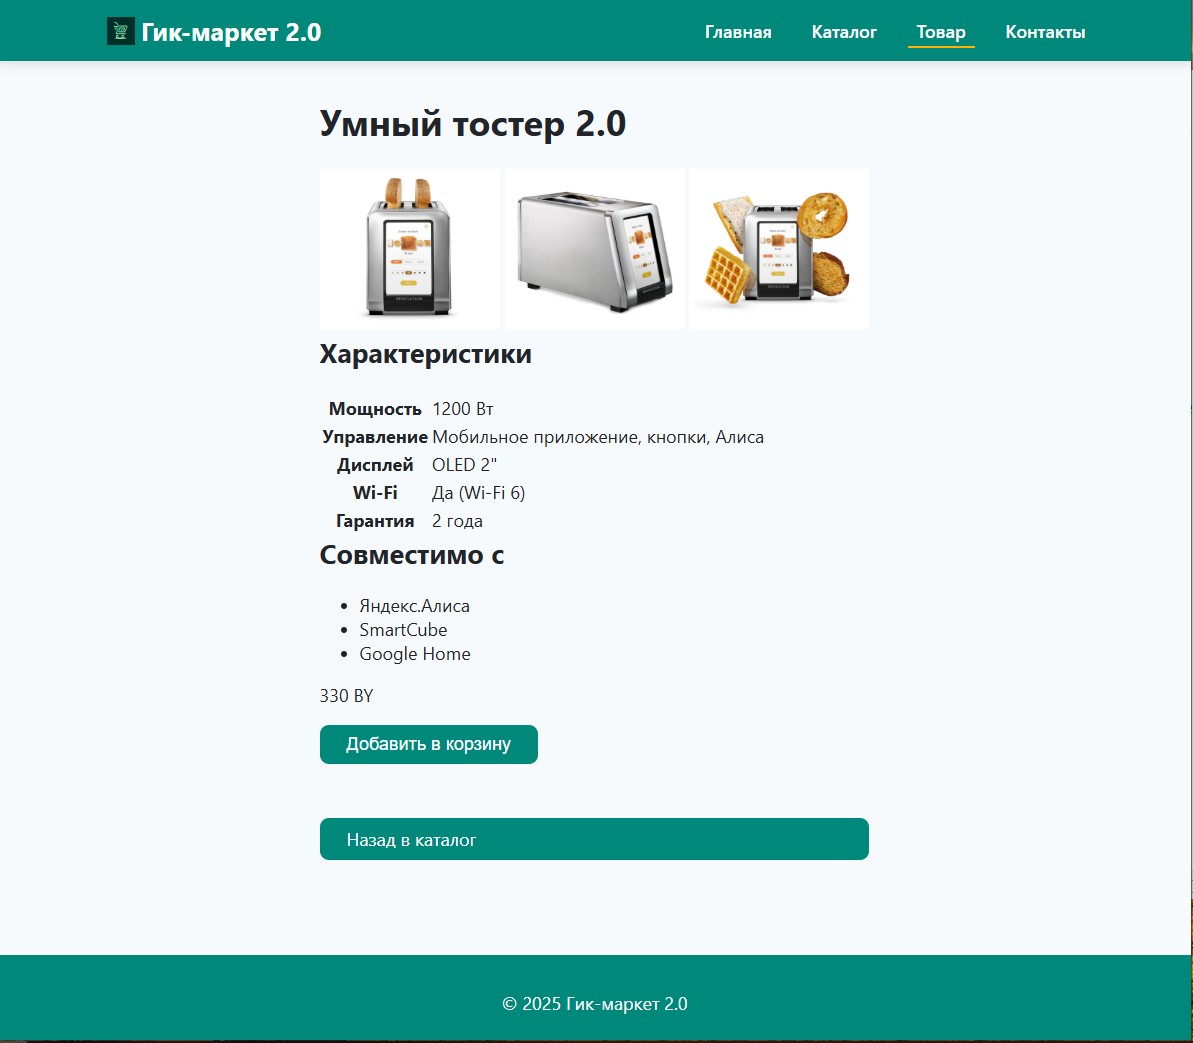 Гик-маркет 2.0
Главная Каталог Товар Контакты
Умный тостер 2.0
Характеристики
Мощность 1200 Вт
Управление Мобильное приложение, кнопки, Алиса
Дисплей OLED 2"
Wi-Fi Да (Wi-Fi 6)
Гарантия 2 года
Совместимо с
Яндекс.Алиса
SmartCube
Google Home
330 BY
Добавить в корзину
Назад в каталог
© 2025 Гик-маркет 2.0